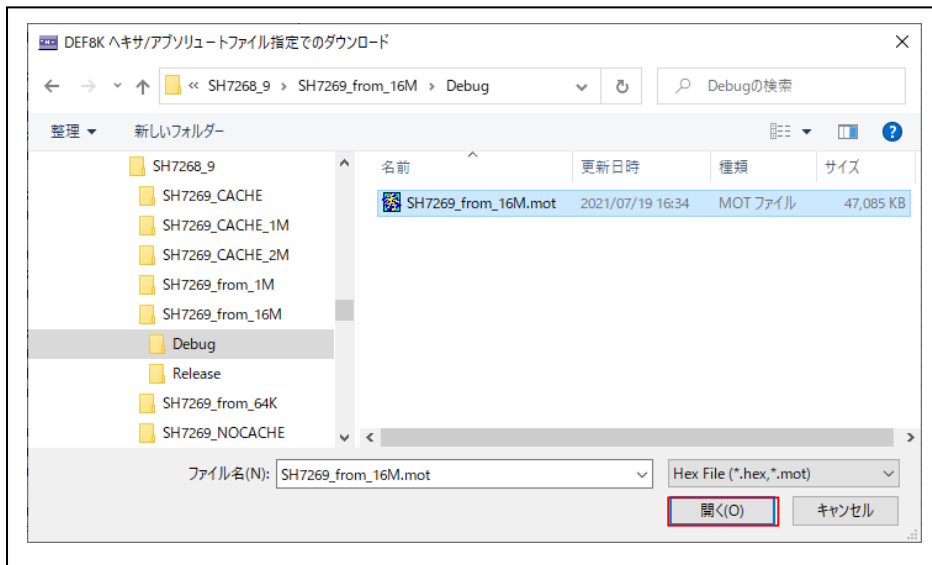 DEF8K ヘキサ/アブソリュートファイル指定でのダウンロード
« SH7268_9 › SH7269_from_16M › Debug
Debugの検索
整理 新しいフォルダー
SH7268_9
SH7269_CACHE
SH7269_CACHE_1M
SH7269_CACHE_2M
SH7269_from_1M
SH7269_from_16M
Debug
Release
SH7269_from_64K
SH7269_NOCACHE
名前 更新日時 種類 サイズ
SH7269_from_16M.mot 2021/07/19 16:34 MOT ファイル 47,085 KB
ファイル名(N): SH7269_from_16M.mot Hex File (*.hex,*.mot)
開く(O) キャンセル